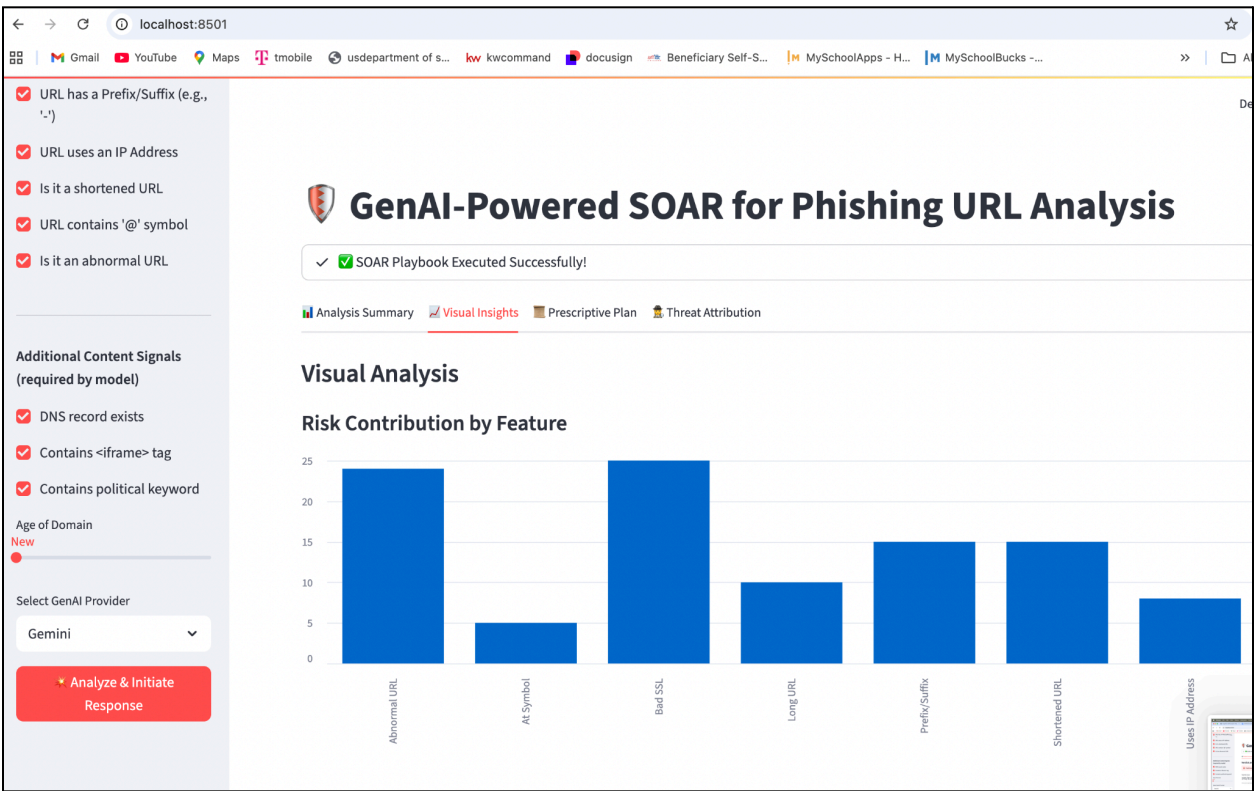 localhost:8501
Gmail YouTube Maps tmobile usdepartment of s... kwcommand docusign Beneficiary Self-S... MySchoolApps - H... MySchoolBucks -...
URL has a Prefix/Suffix (e.g.,
'-')
URL uses an IP Address
Is it a shortened URL
URL contains '@' symbol
Is it an abnormal URL
Additional Content Signals
(required by model)
DNS record exists
Contains <iframe> tag
Contains political keyword
Age of Domain
New
Select GenAI Provider
Gemini
Analyze & Initiate
Response
De
GenAI-Powered SOAR for Phishing URL Analysis
SOAR Playbook Executed Successfully!
Analysis Summary Visual Insights Prescriptive Plan Threat Attribution
Visual Analysis
Risk Contribution by Feature
25
20
15
10
5
0
Abnormal URL
At Symbol
Bad SSL
Long URL
Prefix/Suffix
Shortened URL
Uses IP Address